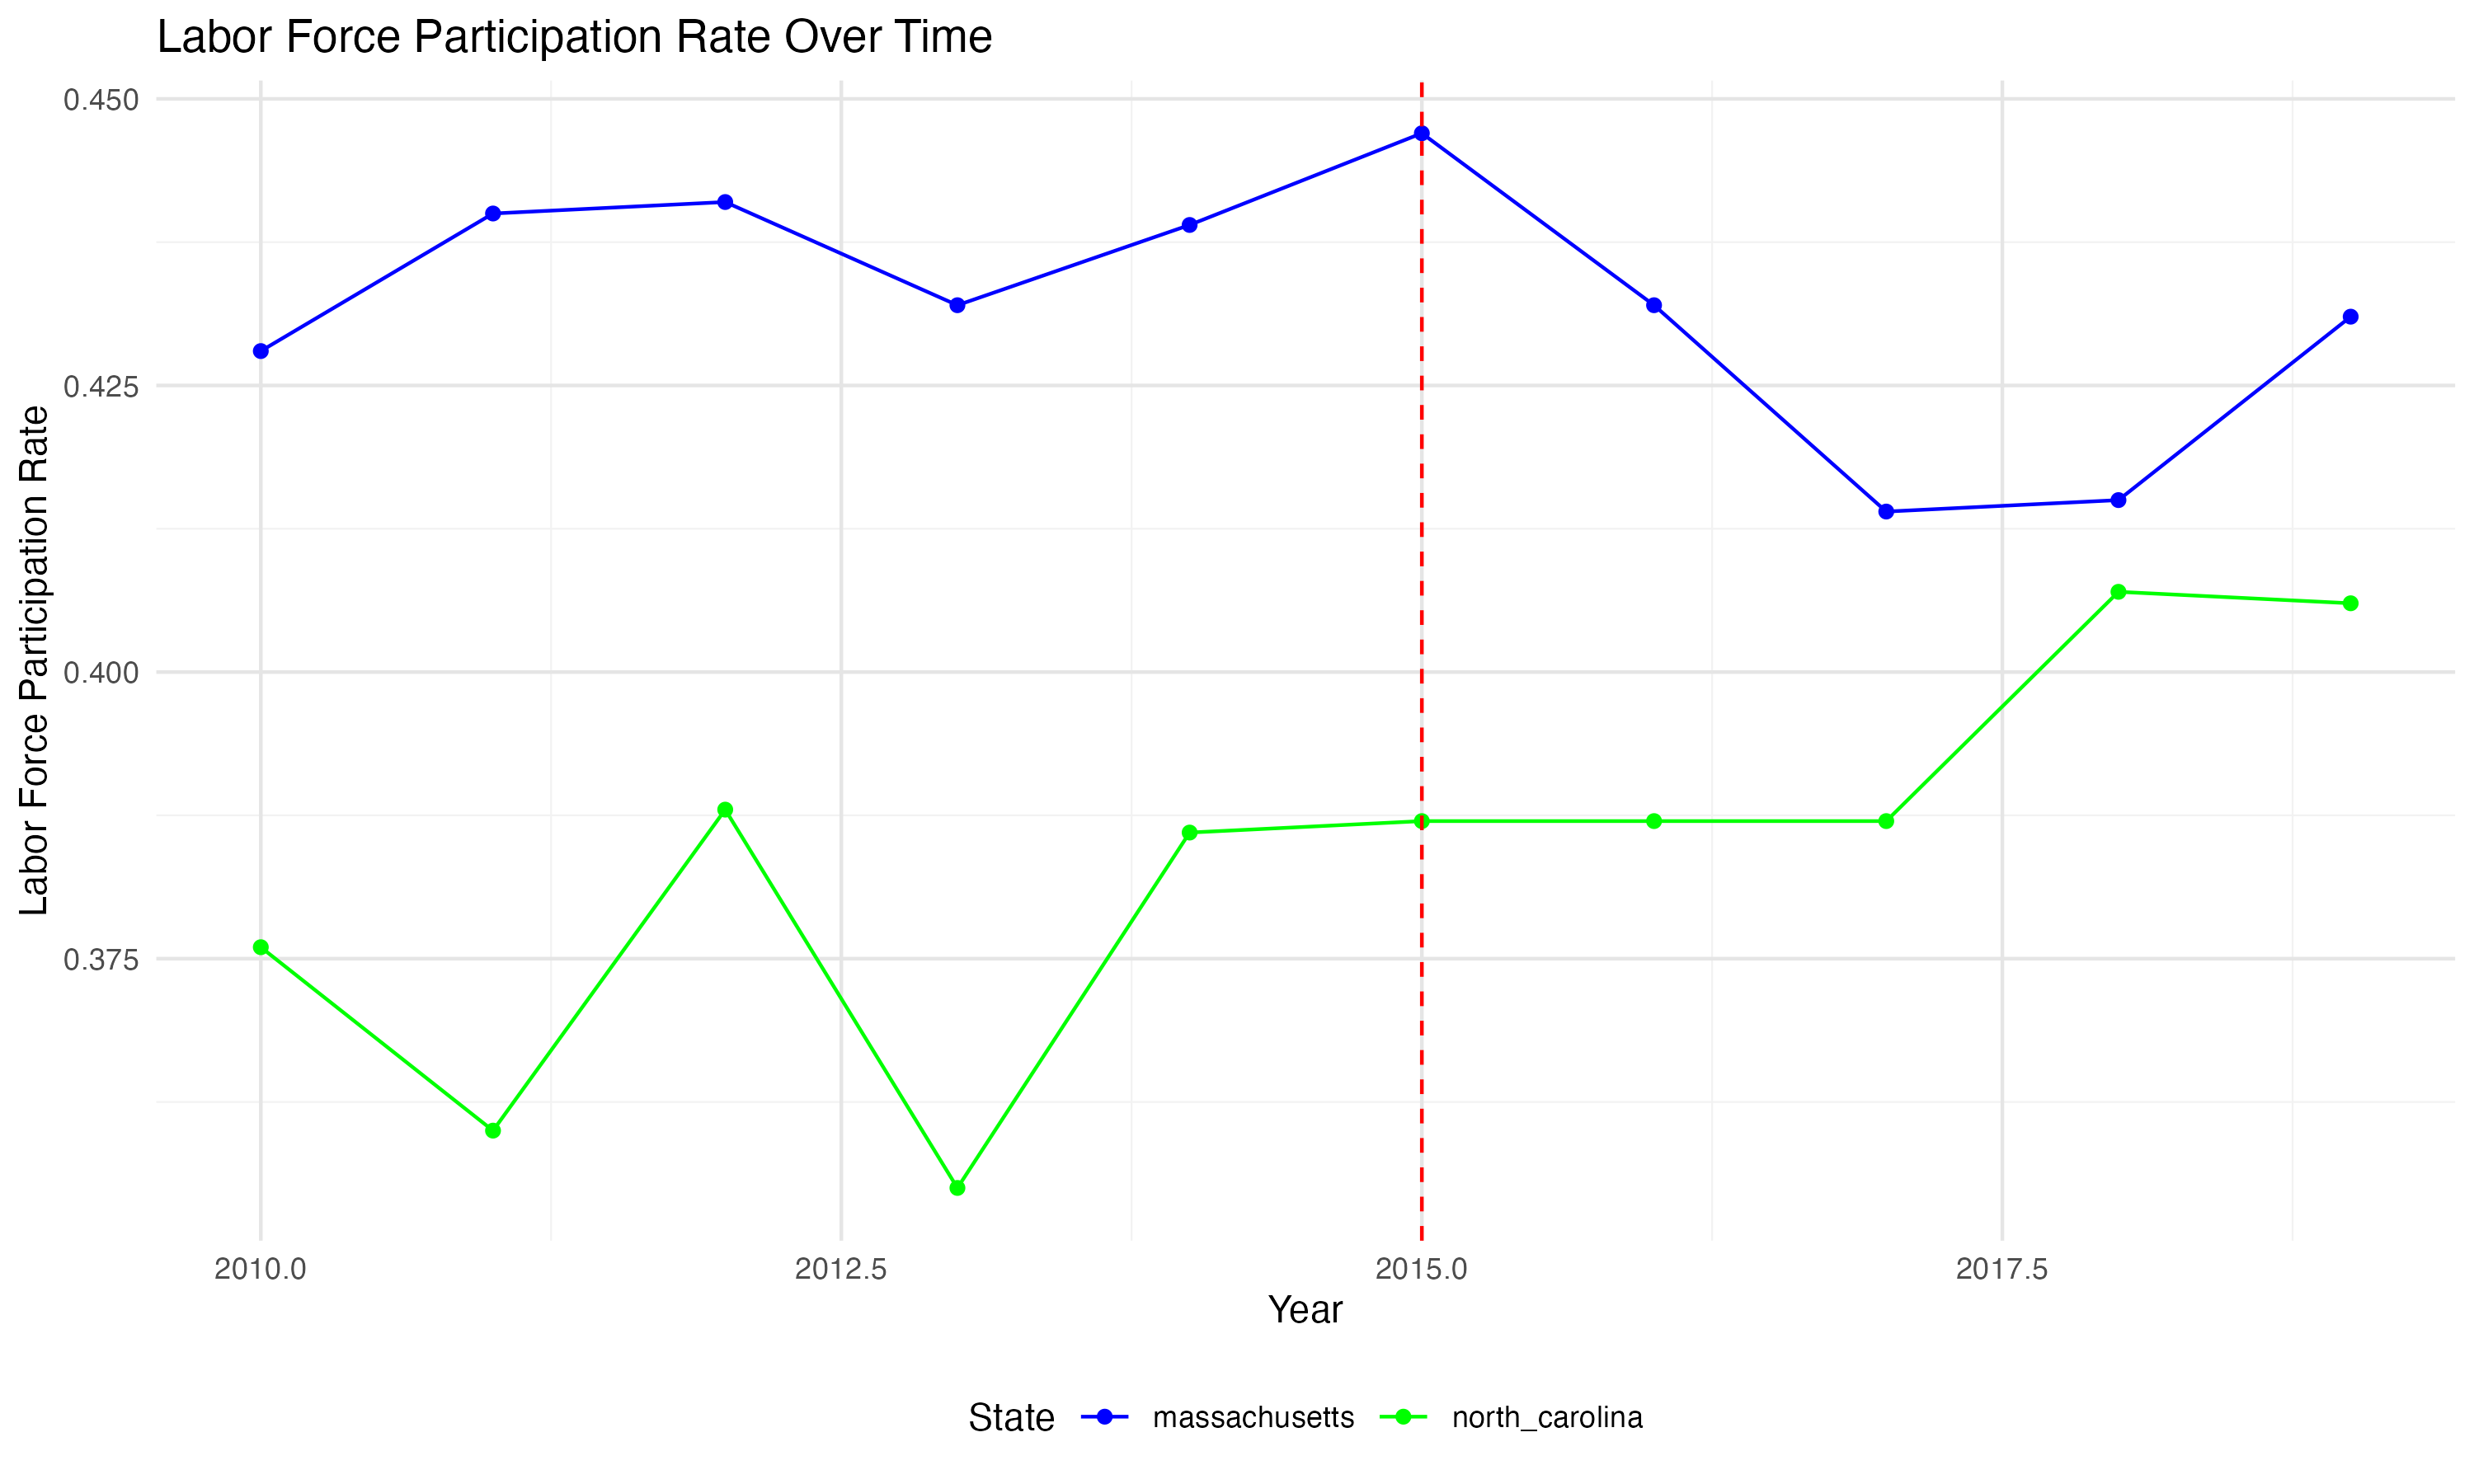 Labor Force Participation Rate Over Time
0.450
0.425
0.400
0.375
Labor Force Participation Rate
2010.0 2012.5 2015.0 2017.5
Year
State massachusetts north_carolina